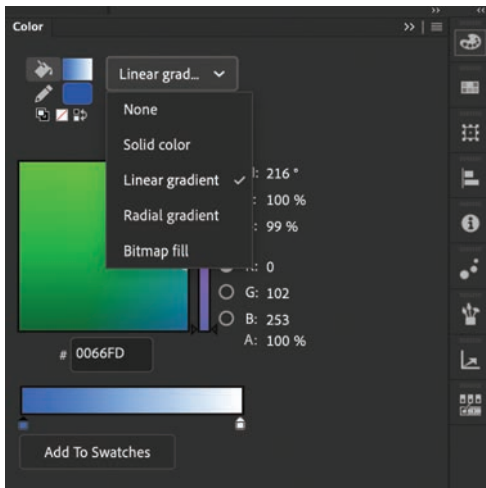 Color
Linear grad...
None
Solid color
Linear gradient
Radial gradient
Bitmap fill
216 °
100 %
99 %
0
G: 102
B: 253
A: 100 %
# 0066FD
Add To Swatches